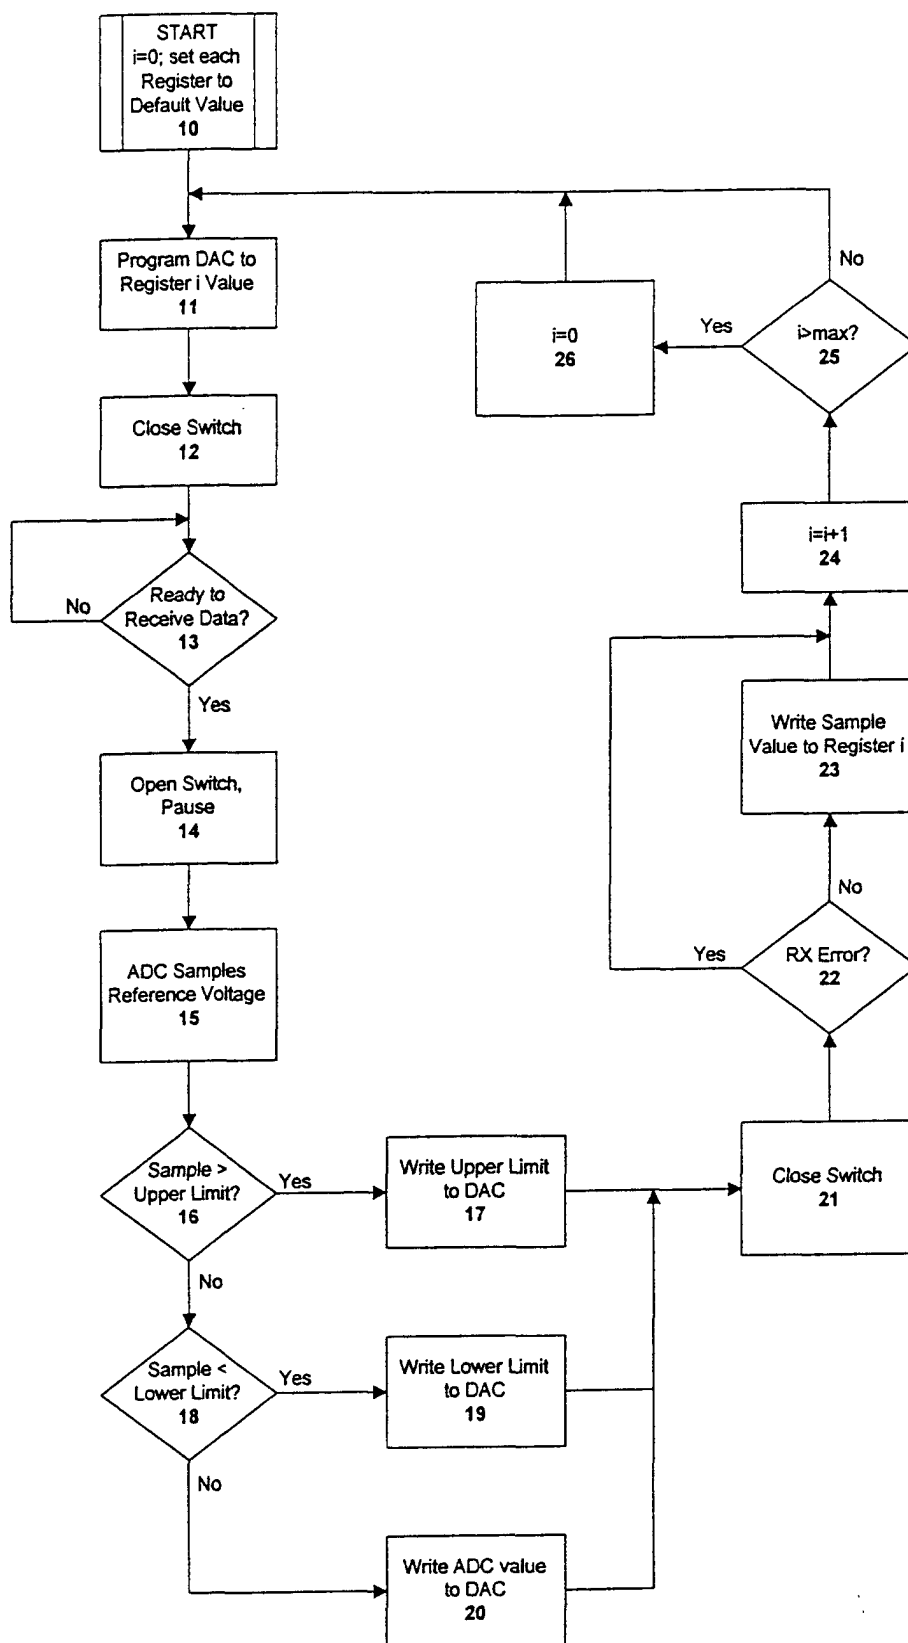 START
i=0; set each
Register to
Default Value
10
Program DAC to
Register i Value
11
Close Switch
12
Ready to
Receive Data?
13
No
Yes
Open Switch,
Pause
14
ADC Samples
Reference Voltage
15
Sample >
Upper Limit?
16
Yes
No
Write Upper Limit
to DAC
17
Sample <
Lower Limit?
18
Yes
No
Write Lower Limit
to DAC
19
Write ADC value
to DAC
20
Close Switch
21
RX Error?
22
Yes
No
Write Sample
Value to Register i
23
i=i+1
24
i>max?
25
Yes
No
i=0
26